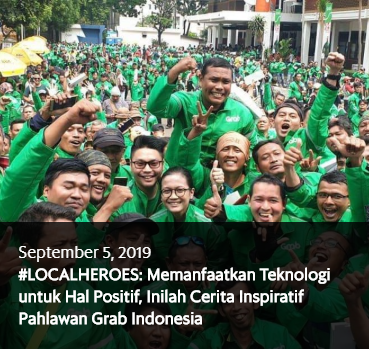 September 5, 2019
#LOCALHEROES: Memanfaatkan Teknologi
untuk Hal Positif, Inilah Cerita Inspiratif
Pahlawan Grab Indonesia